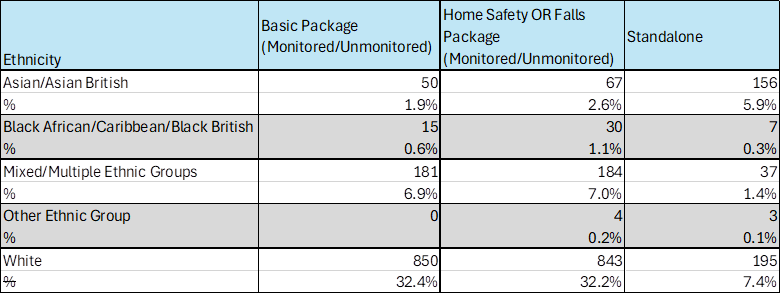 Ethnicity Basic Package (Monitored/Unmonitored) Home Safety OR Falls Package (Monitored/Unmonitored) Standalone
Asian/Asian British 50 67 156
% 1.9% 2.6% 5.9%
Black African/Caribbean/Black British 15 30 7
% 0.6% 1.1% 0.3%
Mixed/Multiple Ethnic Groups 181 184 37
% 6.9% 7.0% 1.4%
Other Ethnic Group 0 4 3
% 0.2% 0.1%
White 850 843 195
% 32.4% 32.2% 7.4%